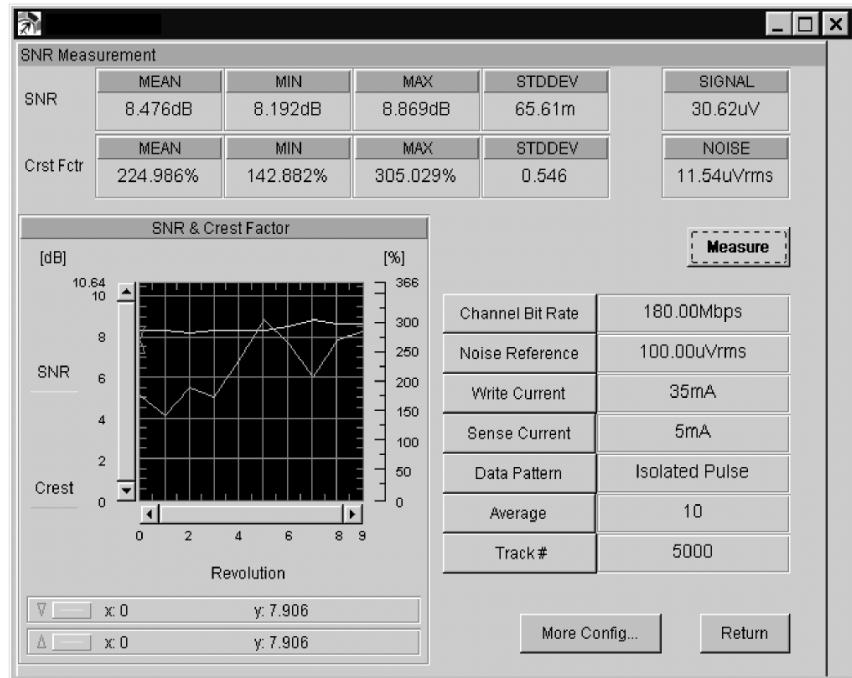 SNR Measurement
SNR
MEAN MIN MAX STDDEV SIGNAL
8.476dB 8.192dB 8.869dB 65.61m 30.62uV
Crst Fctr
MEAN MIN MAX STDDEV NOISE
224.986% 142.882% 305.029% 0.546 11.54uVrms
SNR & Crest Factor
[dB] [%]
10.64
10
8
6
4
2
0
366
300
250
200
150
100
50
0
SNR
Crest
0 2 4 6 8 9
Revolution
x: 0 y: 7.906
x: 0 y: 7.906
Measure
Channel Bit Rate 180.00Mbps
Noise Reference 100.00uVrms
Write Current 35mA
Sense Current 5mA
Data Pattern Isolated Pulse
Average 10
Track # 5000
More Config... Return